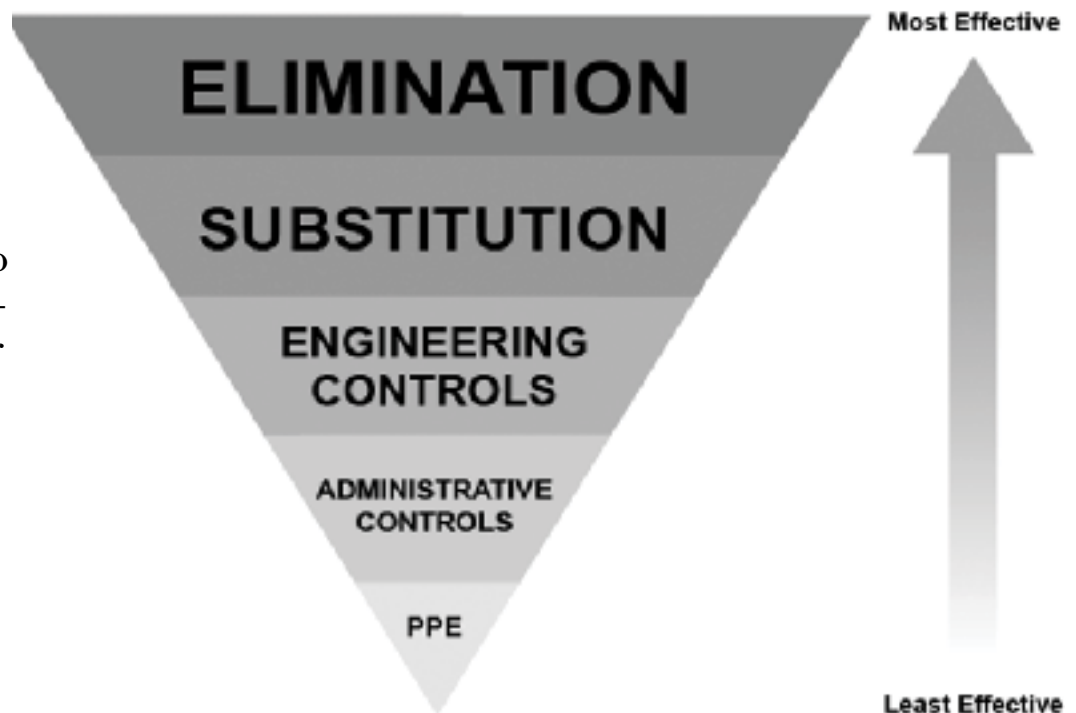 Most Effective
ELIMINATION
SUBSTITUTION
ENGINEERING
CONTROLS
ADMINISTRATIVE
CONTROLS
PPE
Least Effective